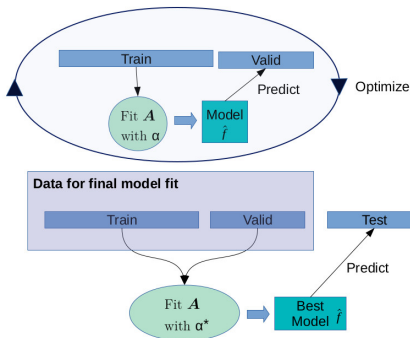 Train
Valid
Predict
Optimize
Fit A
with α
Model
f̂
Data for final model fit
Train
Valid
Test
Predict
Fit A
with α*
Best
Model f̂